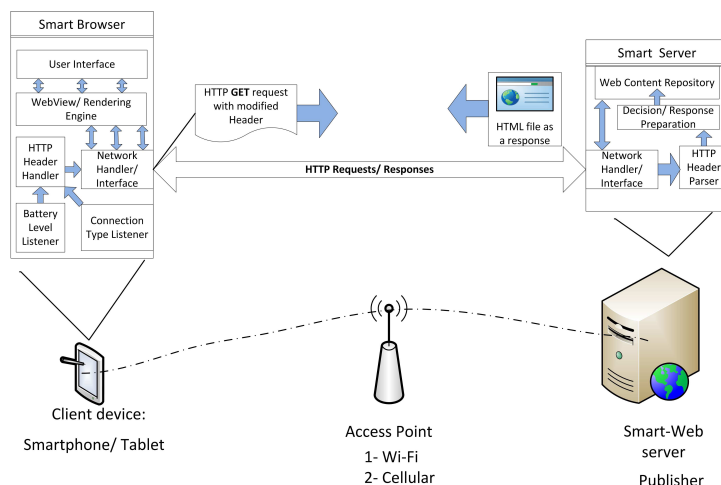 Smart Browser
User Interface
WebView/ Rendering
Engine
HTTP
Header
Handler
Network
Handler/
Interface
Battery
Level
Listener
Connection
Type Listener
HTTP GET request
with modified
Header
HTML file as
a response
HTTP Requests/ Responses
Smart Server
Web Content Repository
Decision/ Response
Preparation
Network
Handler/
Interface
HTTP
Header
Parser
Client device:
Smartphone/ Tablet
Access Point
1- Wi-Fi
2- Cellular
Smart-Web
server
Publisher